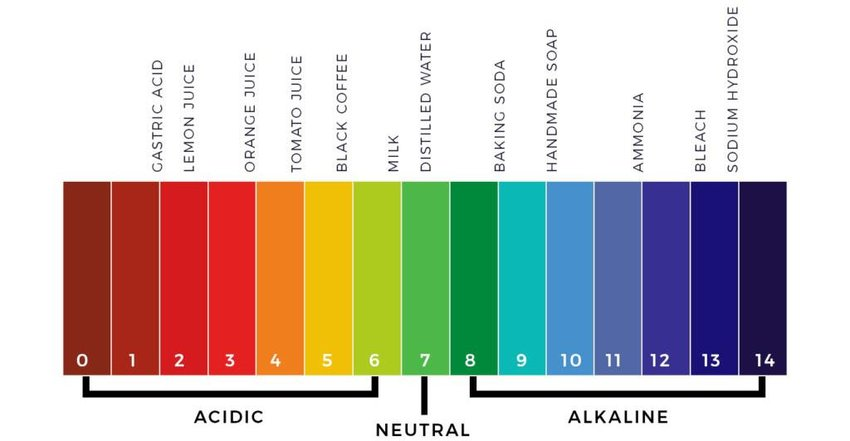 GASTRIC ACID
LEMON JUICE
ORANGE JUICE
TOMATO JUICE
BLACK COFFEE
MILK
DISTILLED WATER
BAKING SODA
HANDMADE SOAP
AMMONIA
BLEACH
SODIUM HYDROXIDE
0 1 2 3 4 5 6 7 8 9 10 11 12 13 14
ACIDIC
NEUTRAL
ALKALINE